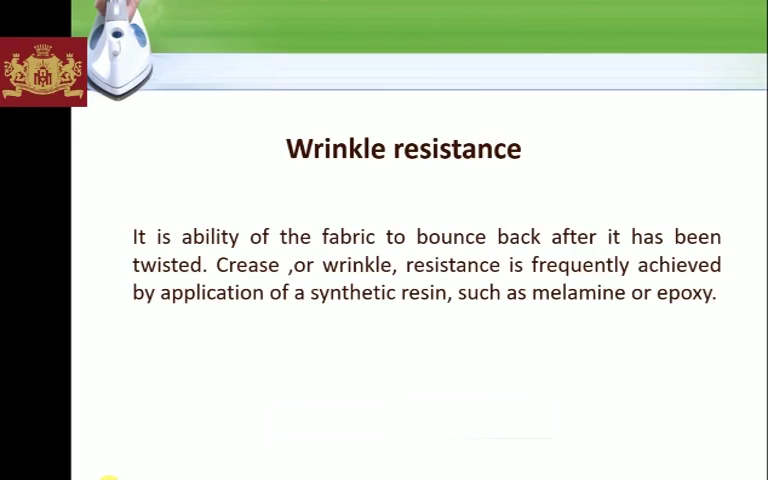 Wrinkle resistance
It is ability of the fabric to bounce back after it has been
twisted. Crease ,or wrinkle, resistance is frequently achieved
by application of a synthetic resin, such as melamine or epoxy.